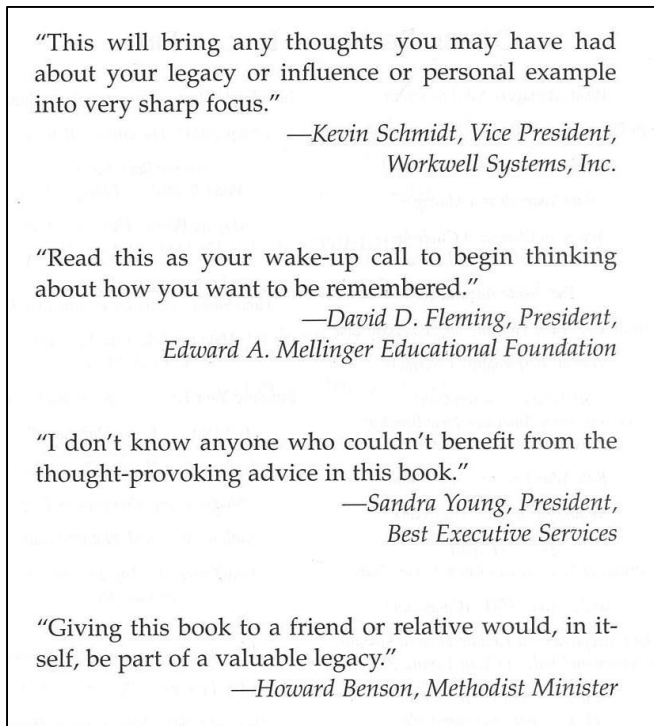 “This will bring any thoughts you may have had
about your legacy or influence or personal example
into very sharp focus.”
—Kevin Schmidt, Vice President,
Workwell Systems, Inc.
“Read this as your wake-up call to begin thinking
about how you want to be remembered.”
—David D. Fleming, President,
Edward A. Mellinger Educational Foundation
“I don’t know anyone who couldn’t benefit from the
thought-provoking advice in this book.”
—Sandra Young, President,
Best Executive Services
“Giving this book to a friend or relative would, in it-
self, be part of a valuable legacy.”
—Howard Benson, Methodist Minister